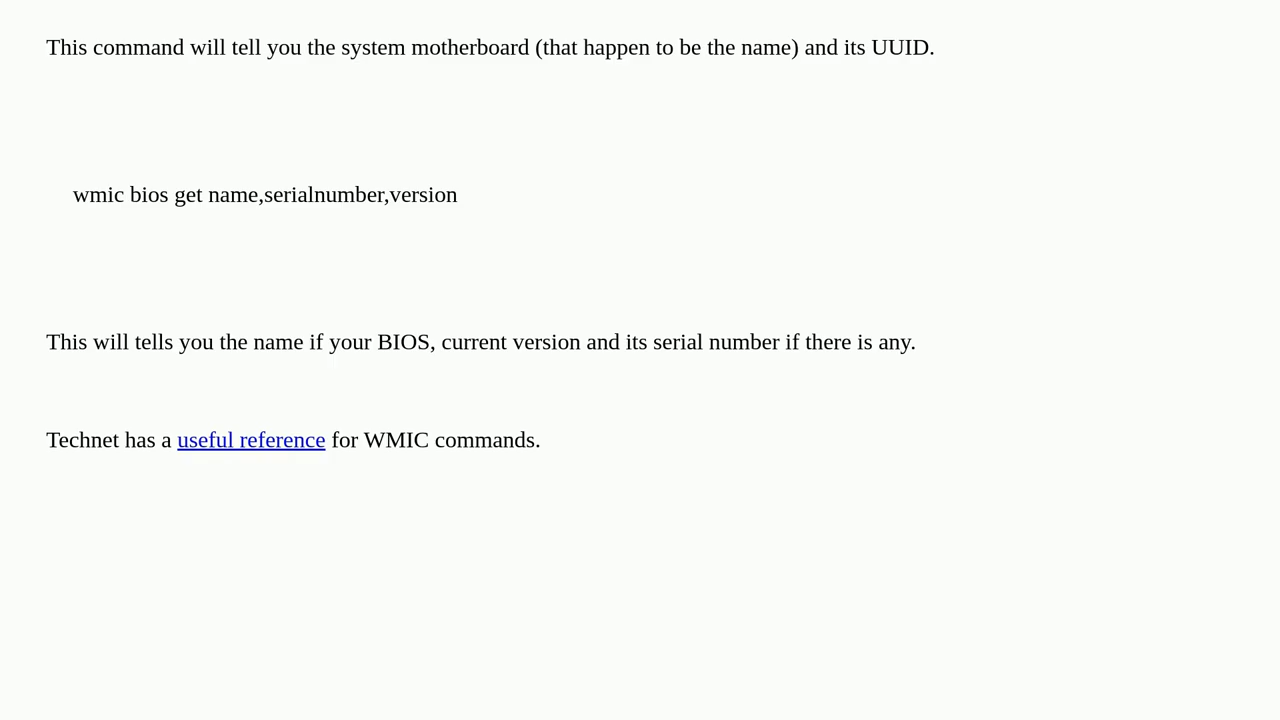 This command will tell you the system motherboard (that happen to be the name) and its UUID.
wmic bios get name,serialnumber,version
This will tells you the name if your BIOS, current version and its serial number if there is any.
Technet has a useful reference for WMIC commands.